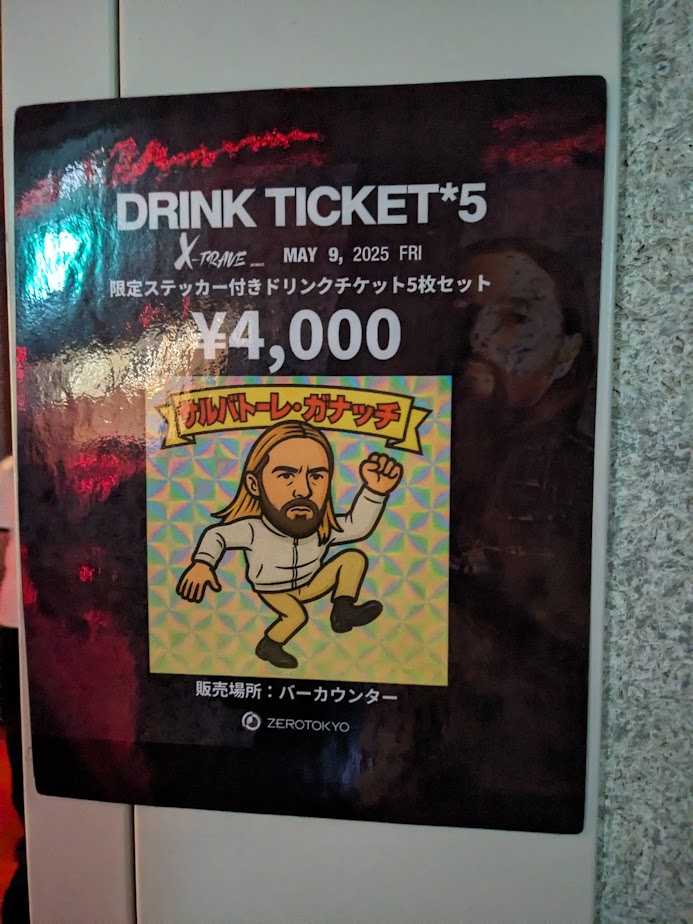 DRINK TICKET*5
X-TRAVE MAY 9, 2025 FRI
限定ステッカー付きドリンクチケット5枚セット
¥4,000
サルバトーレ・ガナッチ
販売場所：バーカウンター
ZEROTOKYO